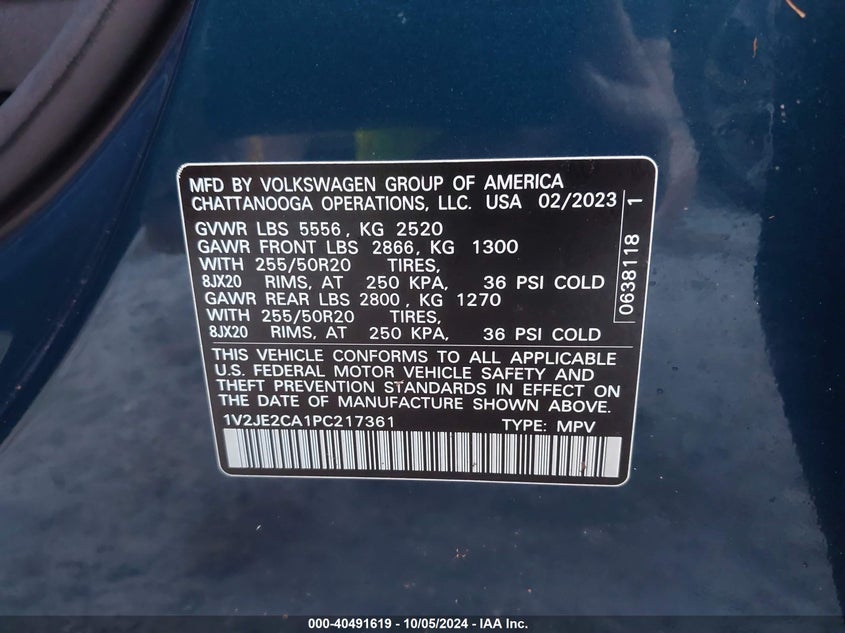 MFD BY VOLKSWAGEN GROUP OF AMERICA
CHATTANOOGA OPERATIONS, LLC. USA 02/2023
GVWR LBS 5556, KG 2520
GAWR FRONT LBS 2866, KG 1300
WITH 255/50R20 TIRES,
8JX20 RIMS, AT 250 KPA, 36 PSI COLD
GAWR REAR LBS 2800, KG 1270
WITH 255/50R20 TIRES,
8JX20 RIMS, AT 250 KPA, 36 PSI COLD
0638118 1
THIS VEHICLE CONFORMS TO ALL APPLICABLE
U.S. FEDERAL MOTOR VEHICLE SAFETY AND
THEFT PREVENTION STANDARDS IN EFFECT ON
THE DATE OF MANUFACTURE SHOWN ABOVE.
1V2JE2CA1PC217361 TYPE: MPV
000-40491619 - 10/05/2024 - IAA Inc.